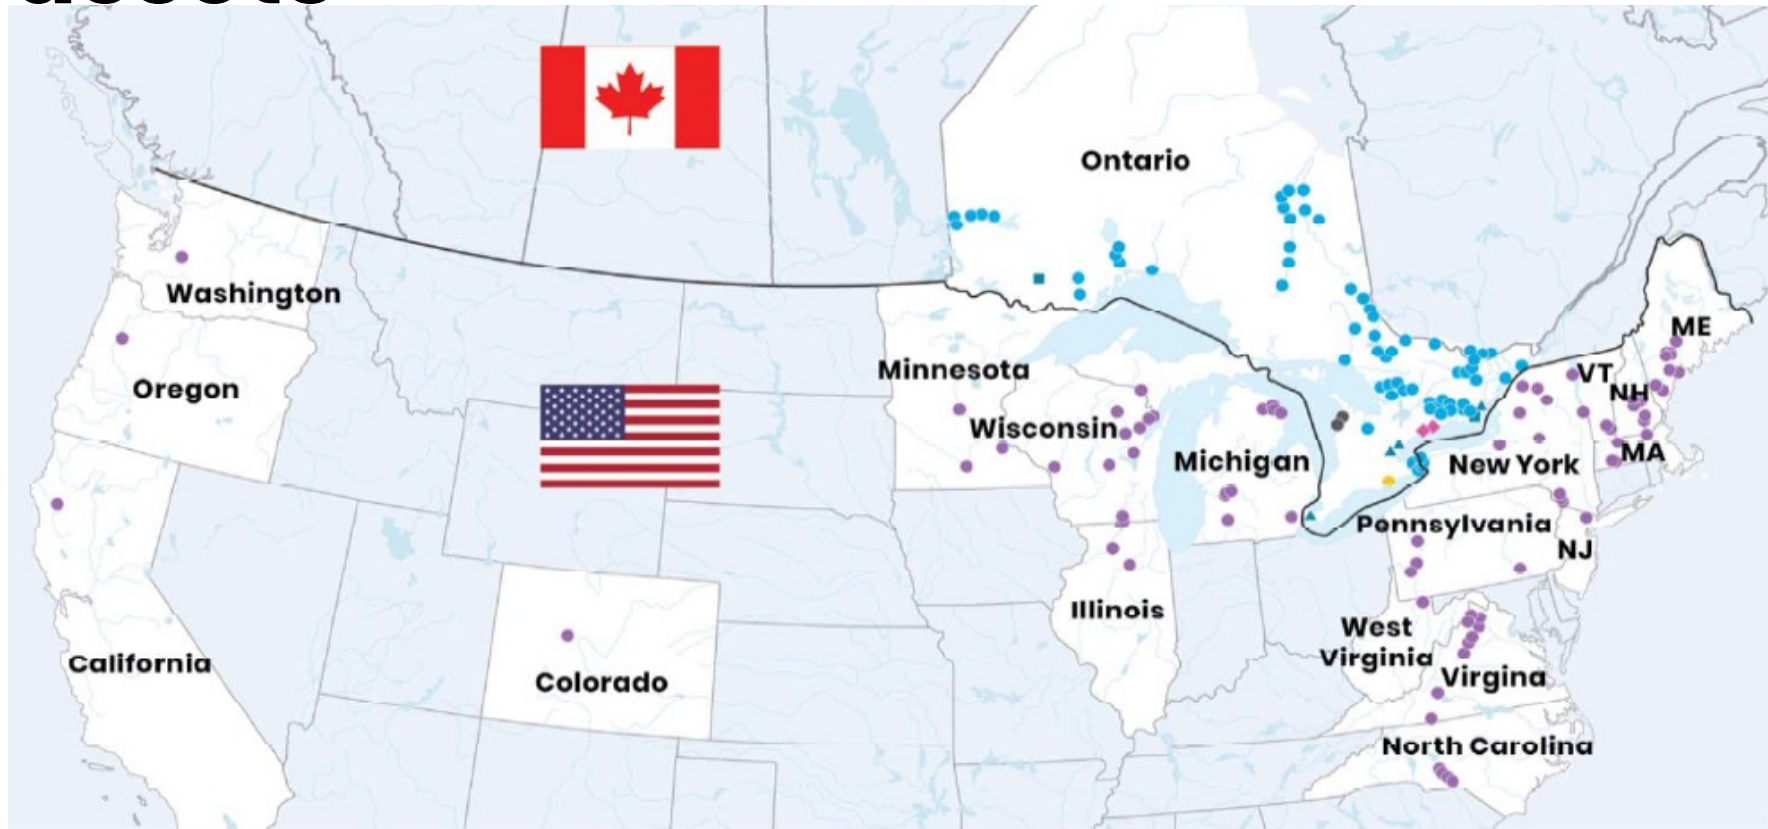 Ontario
Washington
ME
Minnesota
VT
Oregon
NH
Wisconsin
MA
Michigan
New York
Pennsylvania
NJ
Illinois
West
Virginia
California
Virgina
Colorado
North Carolina